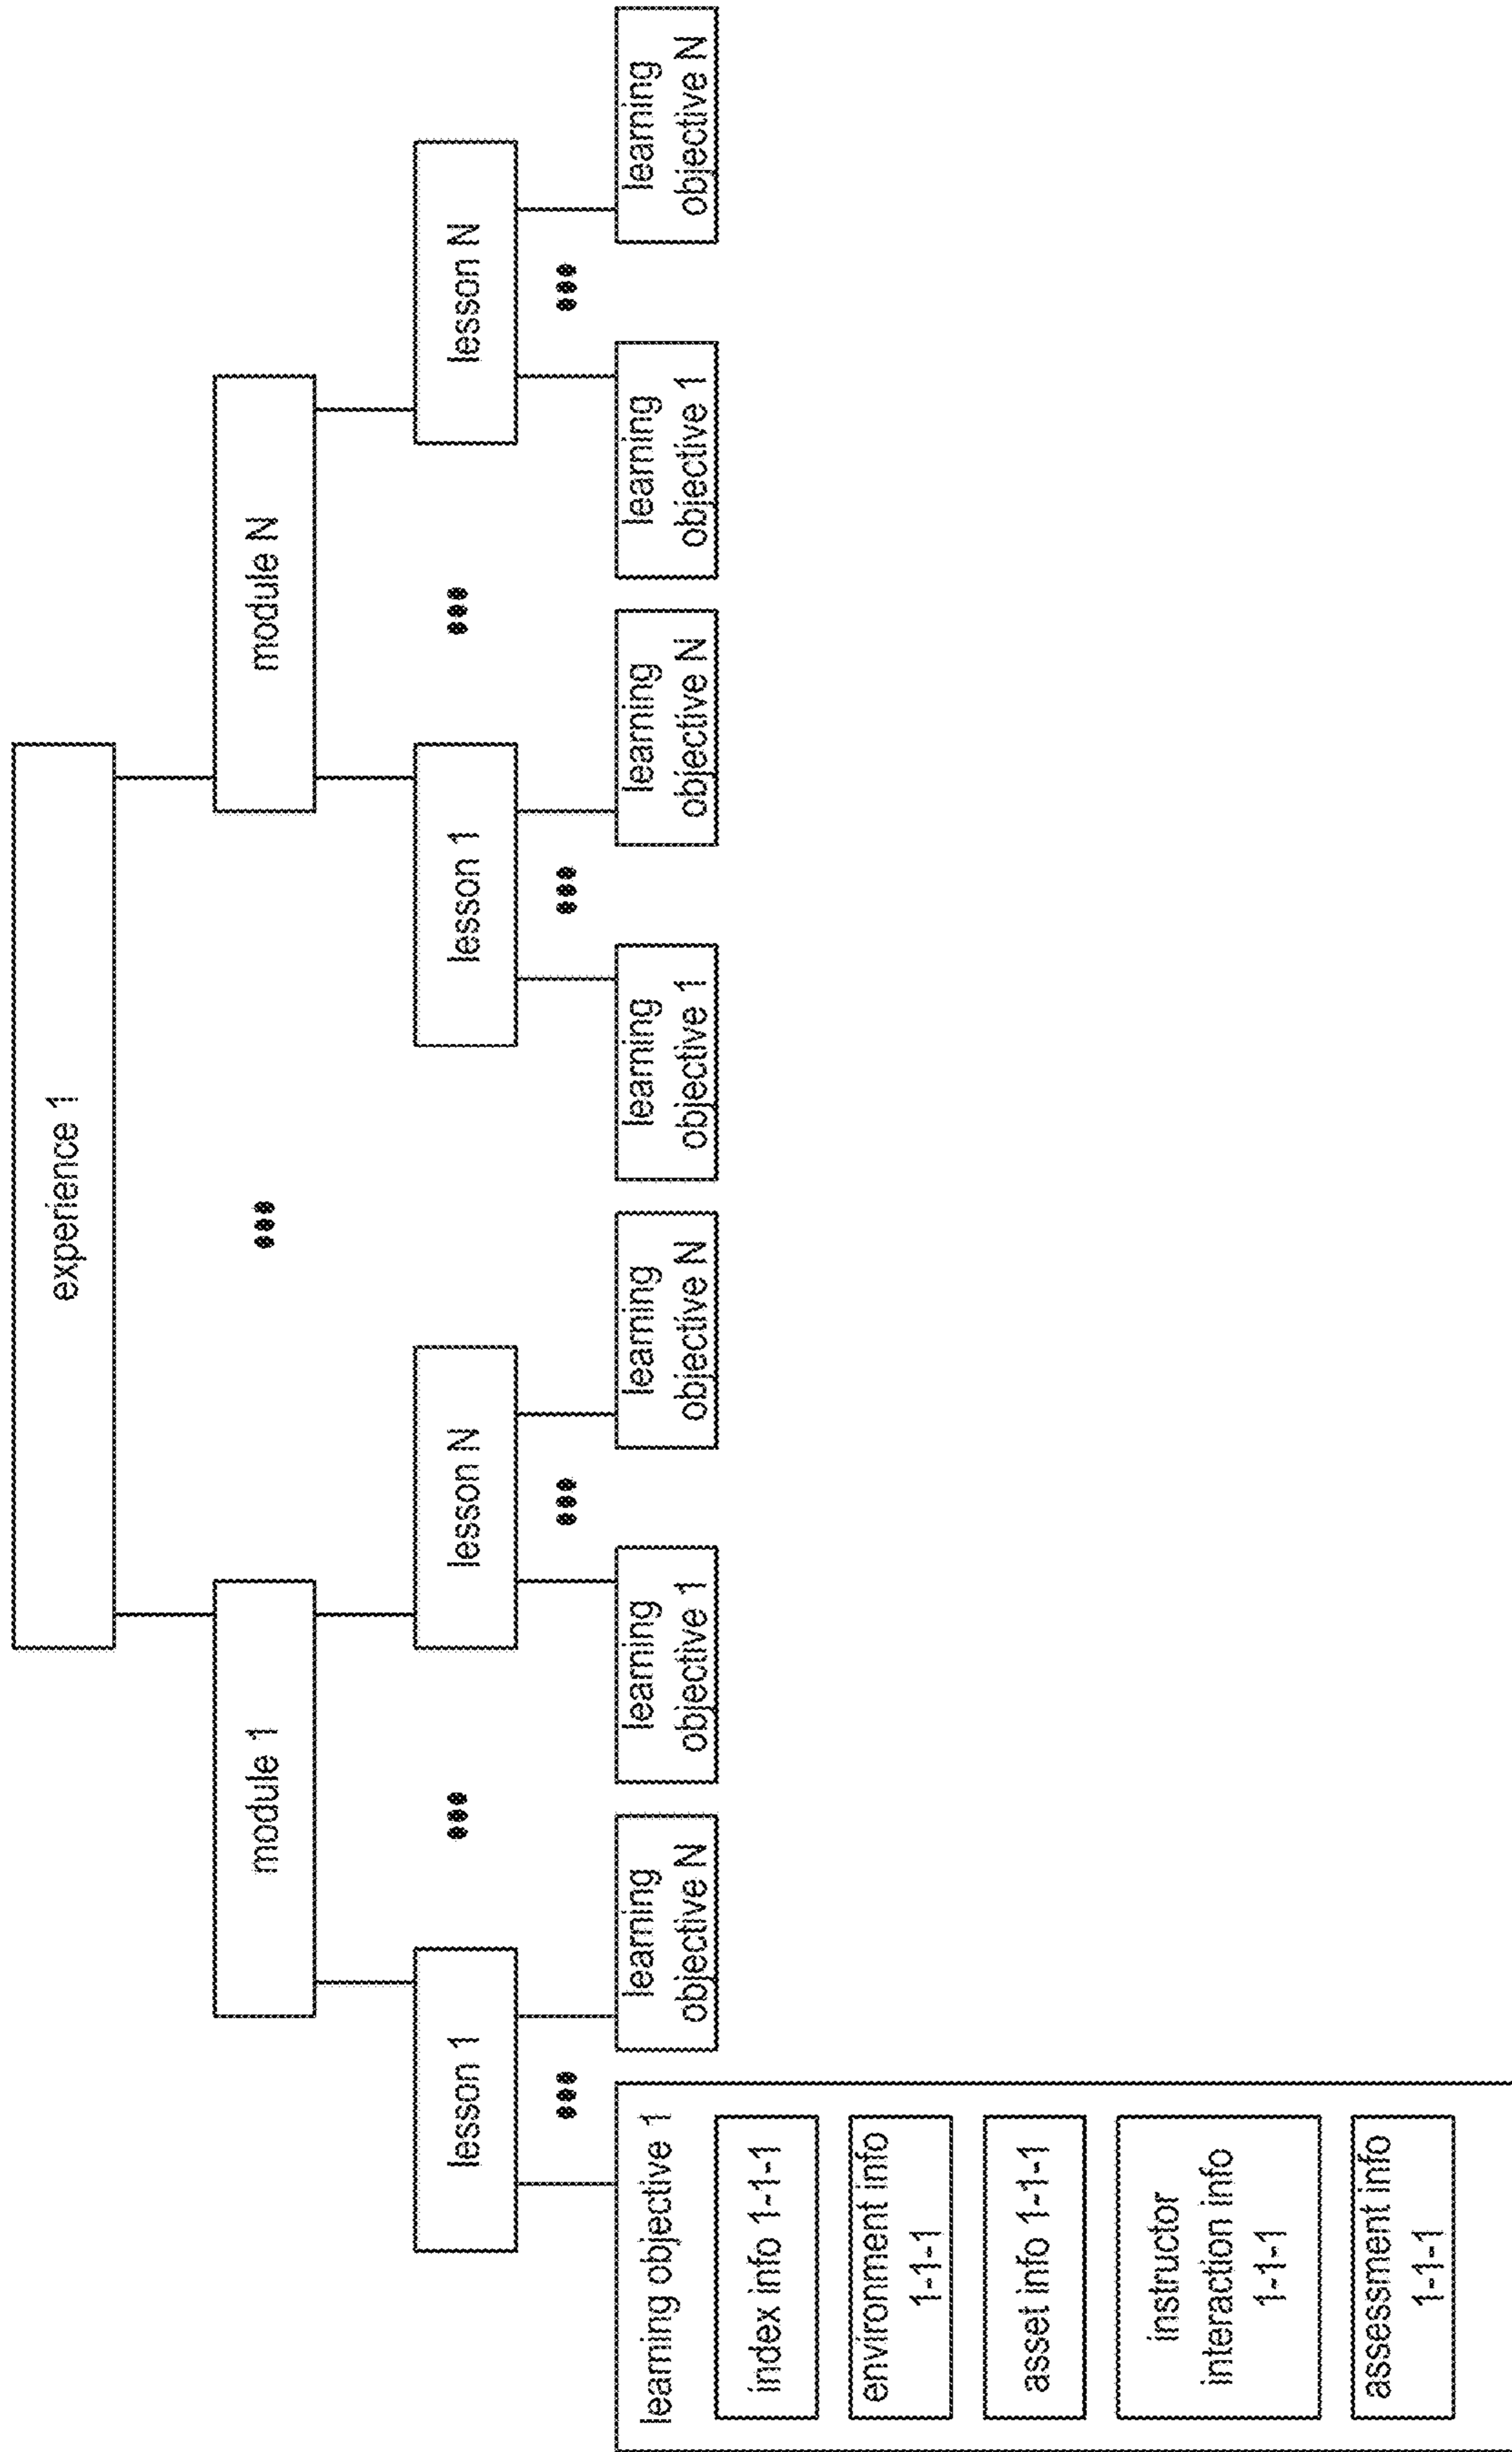 experience 1
module 1
module N
lesson 1
lesson N
lesson 1
lesson N
learning objective 1
index info 1-1-1
environment info
1-1-1
asset info 1-1-1
instructor
interaction info
1-1-1
assessment info
1-1-1
learning
objective N
learning
objective 1
learning
objective N
learning
objective 1
learning
objective N
learning
objective 1
learning
objective N